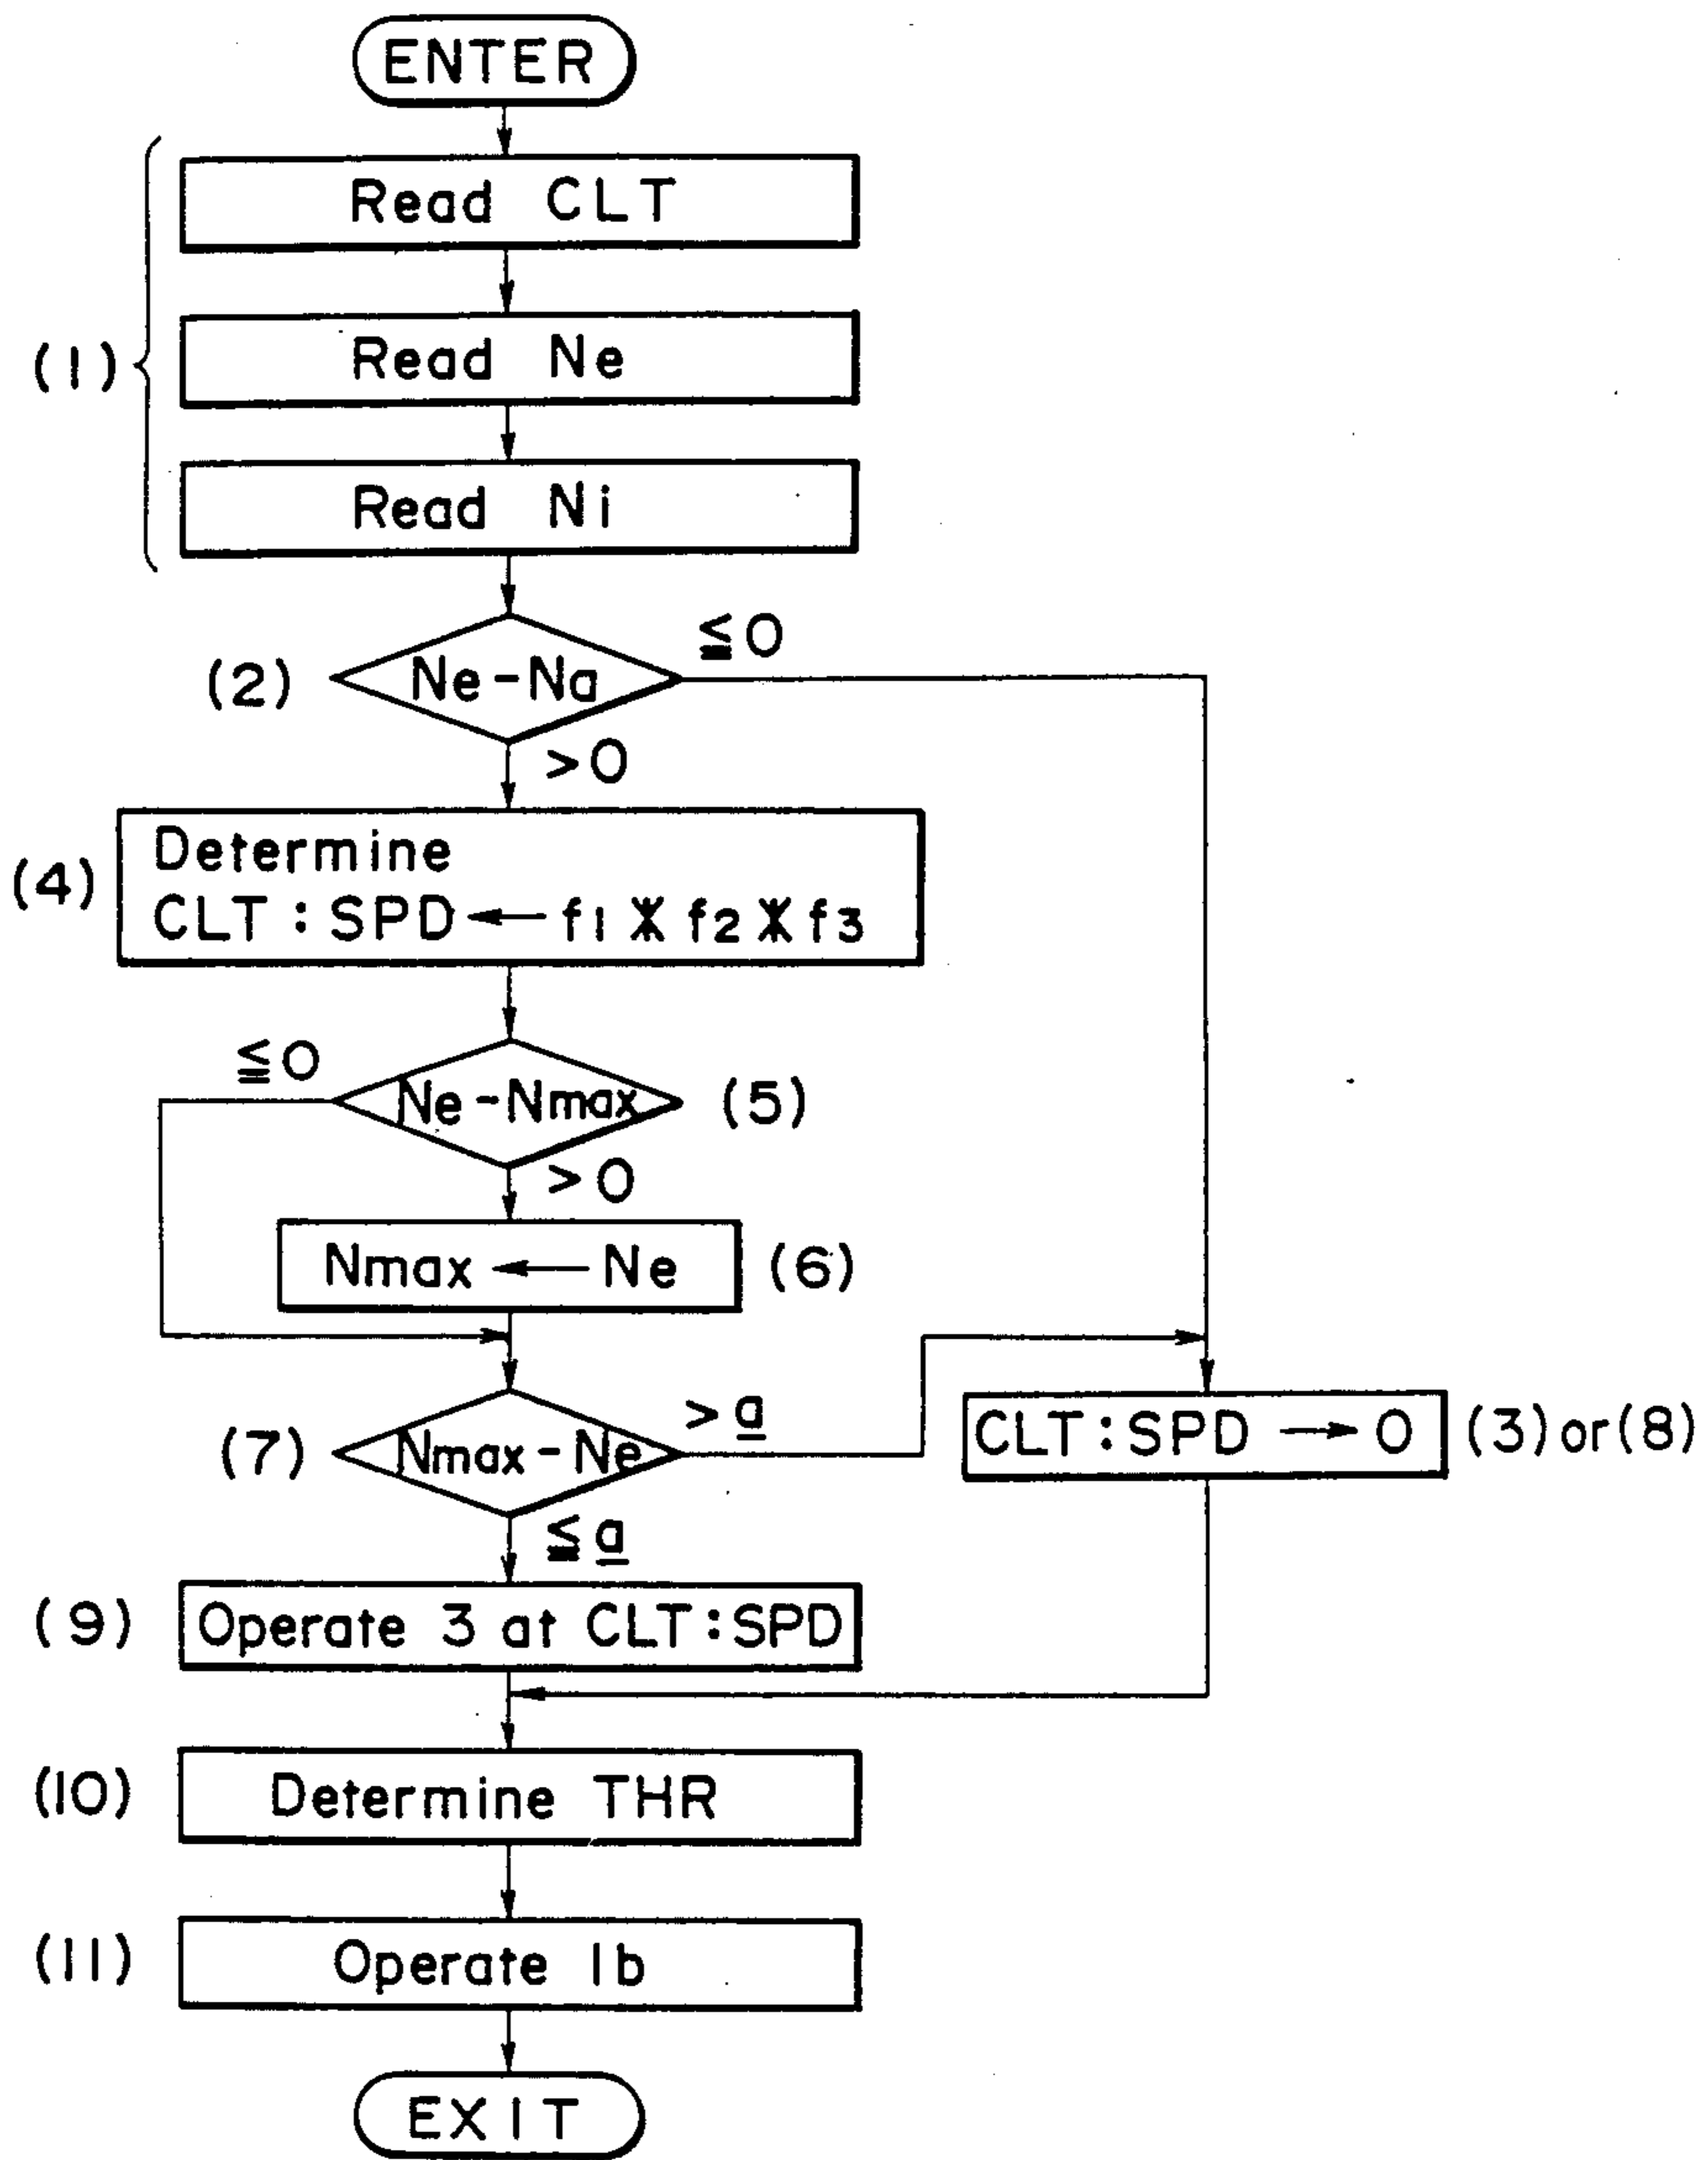 ENTER
Read CLT
(1)
Read Ne
Read Ni
≦0
(2)
Ne-Na
>0
Determine
(4)
CLT:SPD ← f1 * f2 * f3
≦0
Ne-Nmax
(5)
>0
Nmax ← Ne
(6)
>a
(7)
Nmax-Ne
CLT:SPD → 0
(3)or(8)
≦a
(9)
Operate 3 at CLT:SPD
(10)
Determine THR
(11)
Operate 1b
EXIT